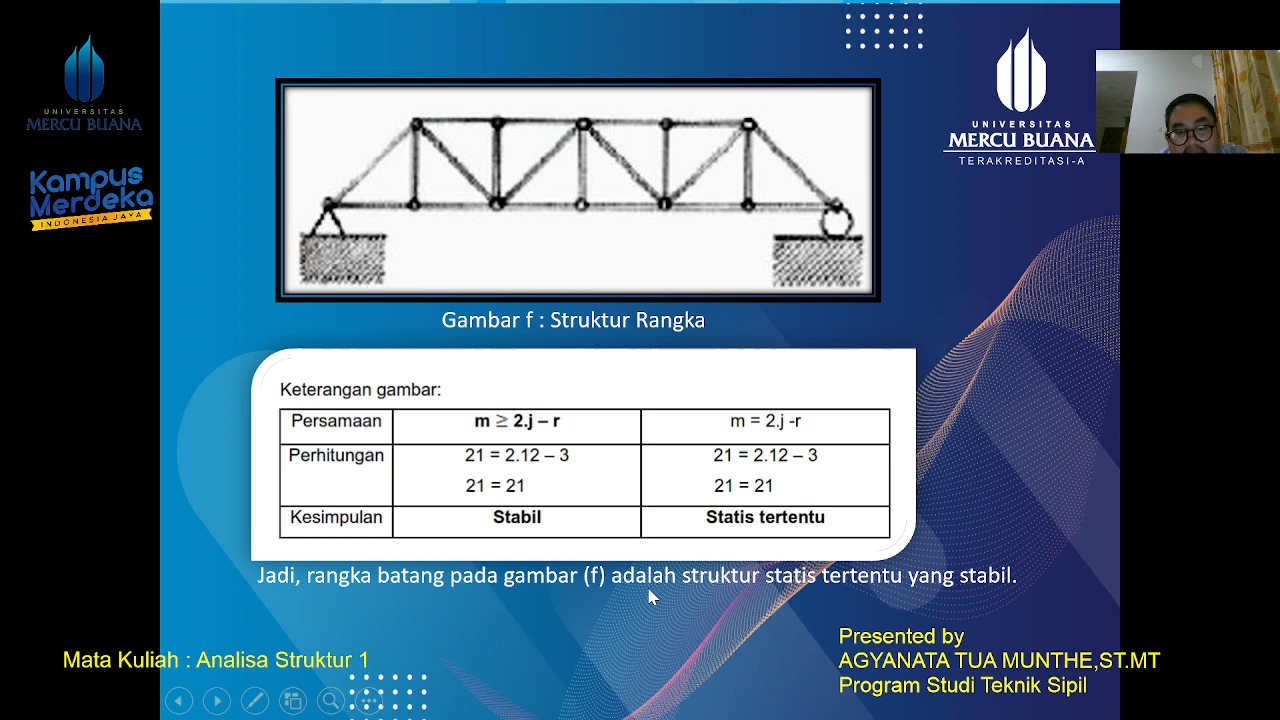 UNIVERSITAS
MERCU BUANA
Kampus
Merdeka
INDONESIA JAYA
UNIVERSITAS
MERCU BUANA
TERAKREDITASI-A
Gambar f : Struktur Rangka
Keterangan gambar:
Persamaan m ≥ 2.j – r m = 2.j -r
Perhitungan 21 = 2.12 – 3 21 = 2.12 – 3
21 = 21 21 = 21
Kesimpulan Stabil Statis tertentu
Jadi, rangka batang pada gambar (f) adalah struktur statis tertentu yang stabil.
Mata Kuliah : Analisa Struktur 1
Presented by
AGYANATA TUA MUNTHE,ST.MT
Program Studi Teknik Sipil